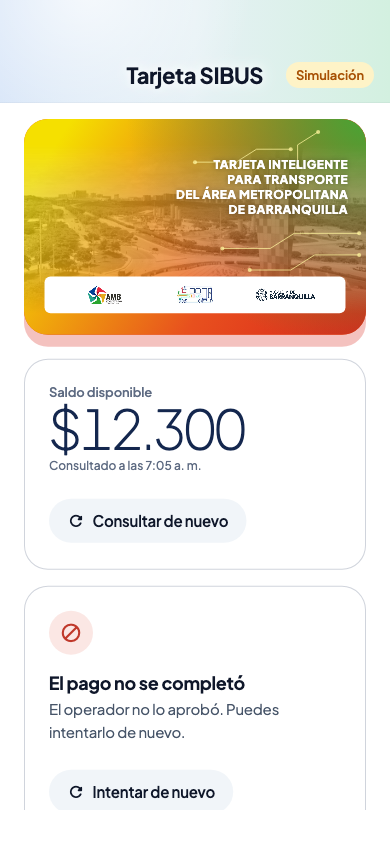 Tarjeta SIBUS
Simulación
TARJETA INTELIGENTE
PARA TRANSPORTE
DEL ÁREA METROPOLITANA
DE BARRANQUILLA
AMB
BARRANQUILLA
Saldo disponible
$12.300
Consultado a las 7:05 a. m.
Consultar de nuevo
El pago no se completó
El operador no lo aprobó. Puedes
intentarlo de nuevo.
Intentar de nuevo